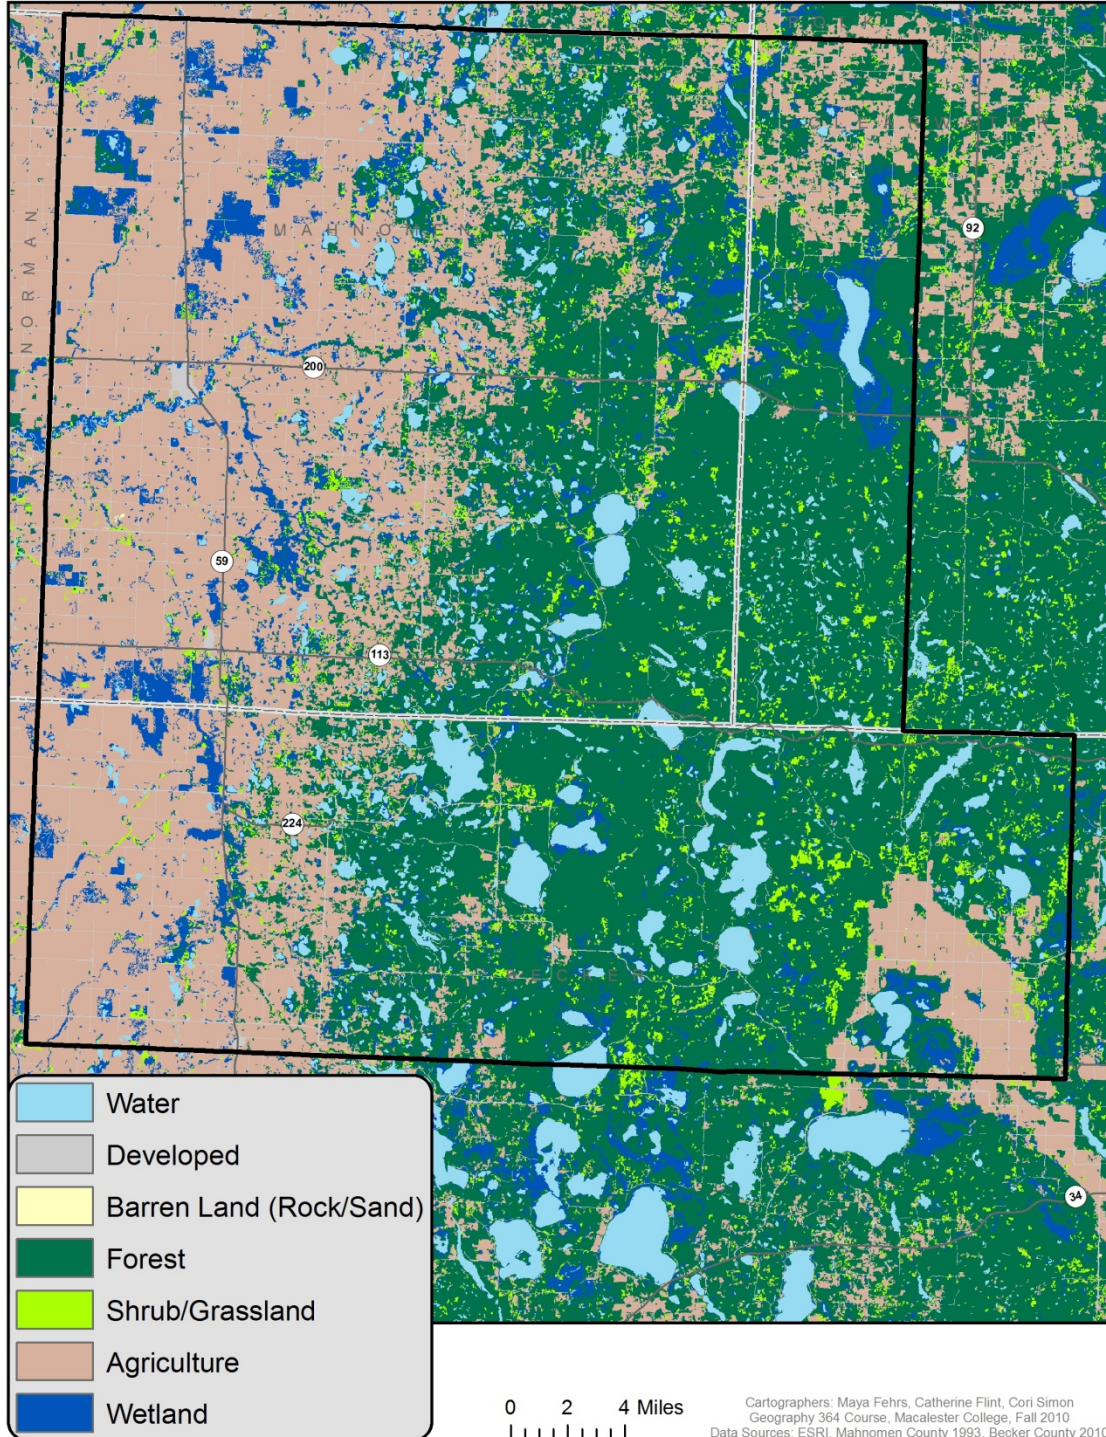 NORMAN
MAHNOMEN
92
200
59
113
224
BECKER
34
Water
Developed
Barren Land (Rock/Sand)
Forest
Shrub/Grassland
Agriculture
Wetland
0 2 4 Miles
Cartographers: Maya Fehrs, Catherine Flint, Cori Simon
Geography 364 Course, Macalester College, Fall 2010
Data Sources: ESRI, Mahnomen County 1993, Becker County 2010